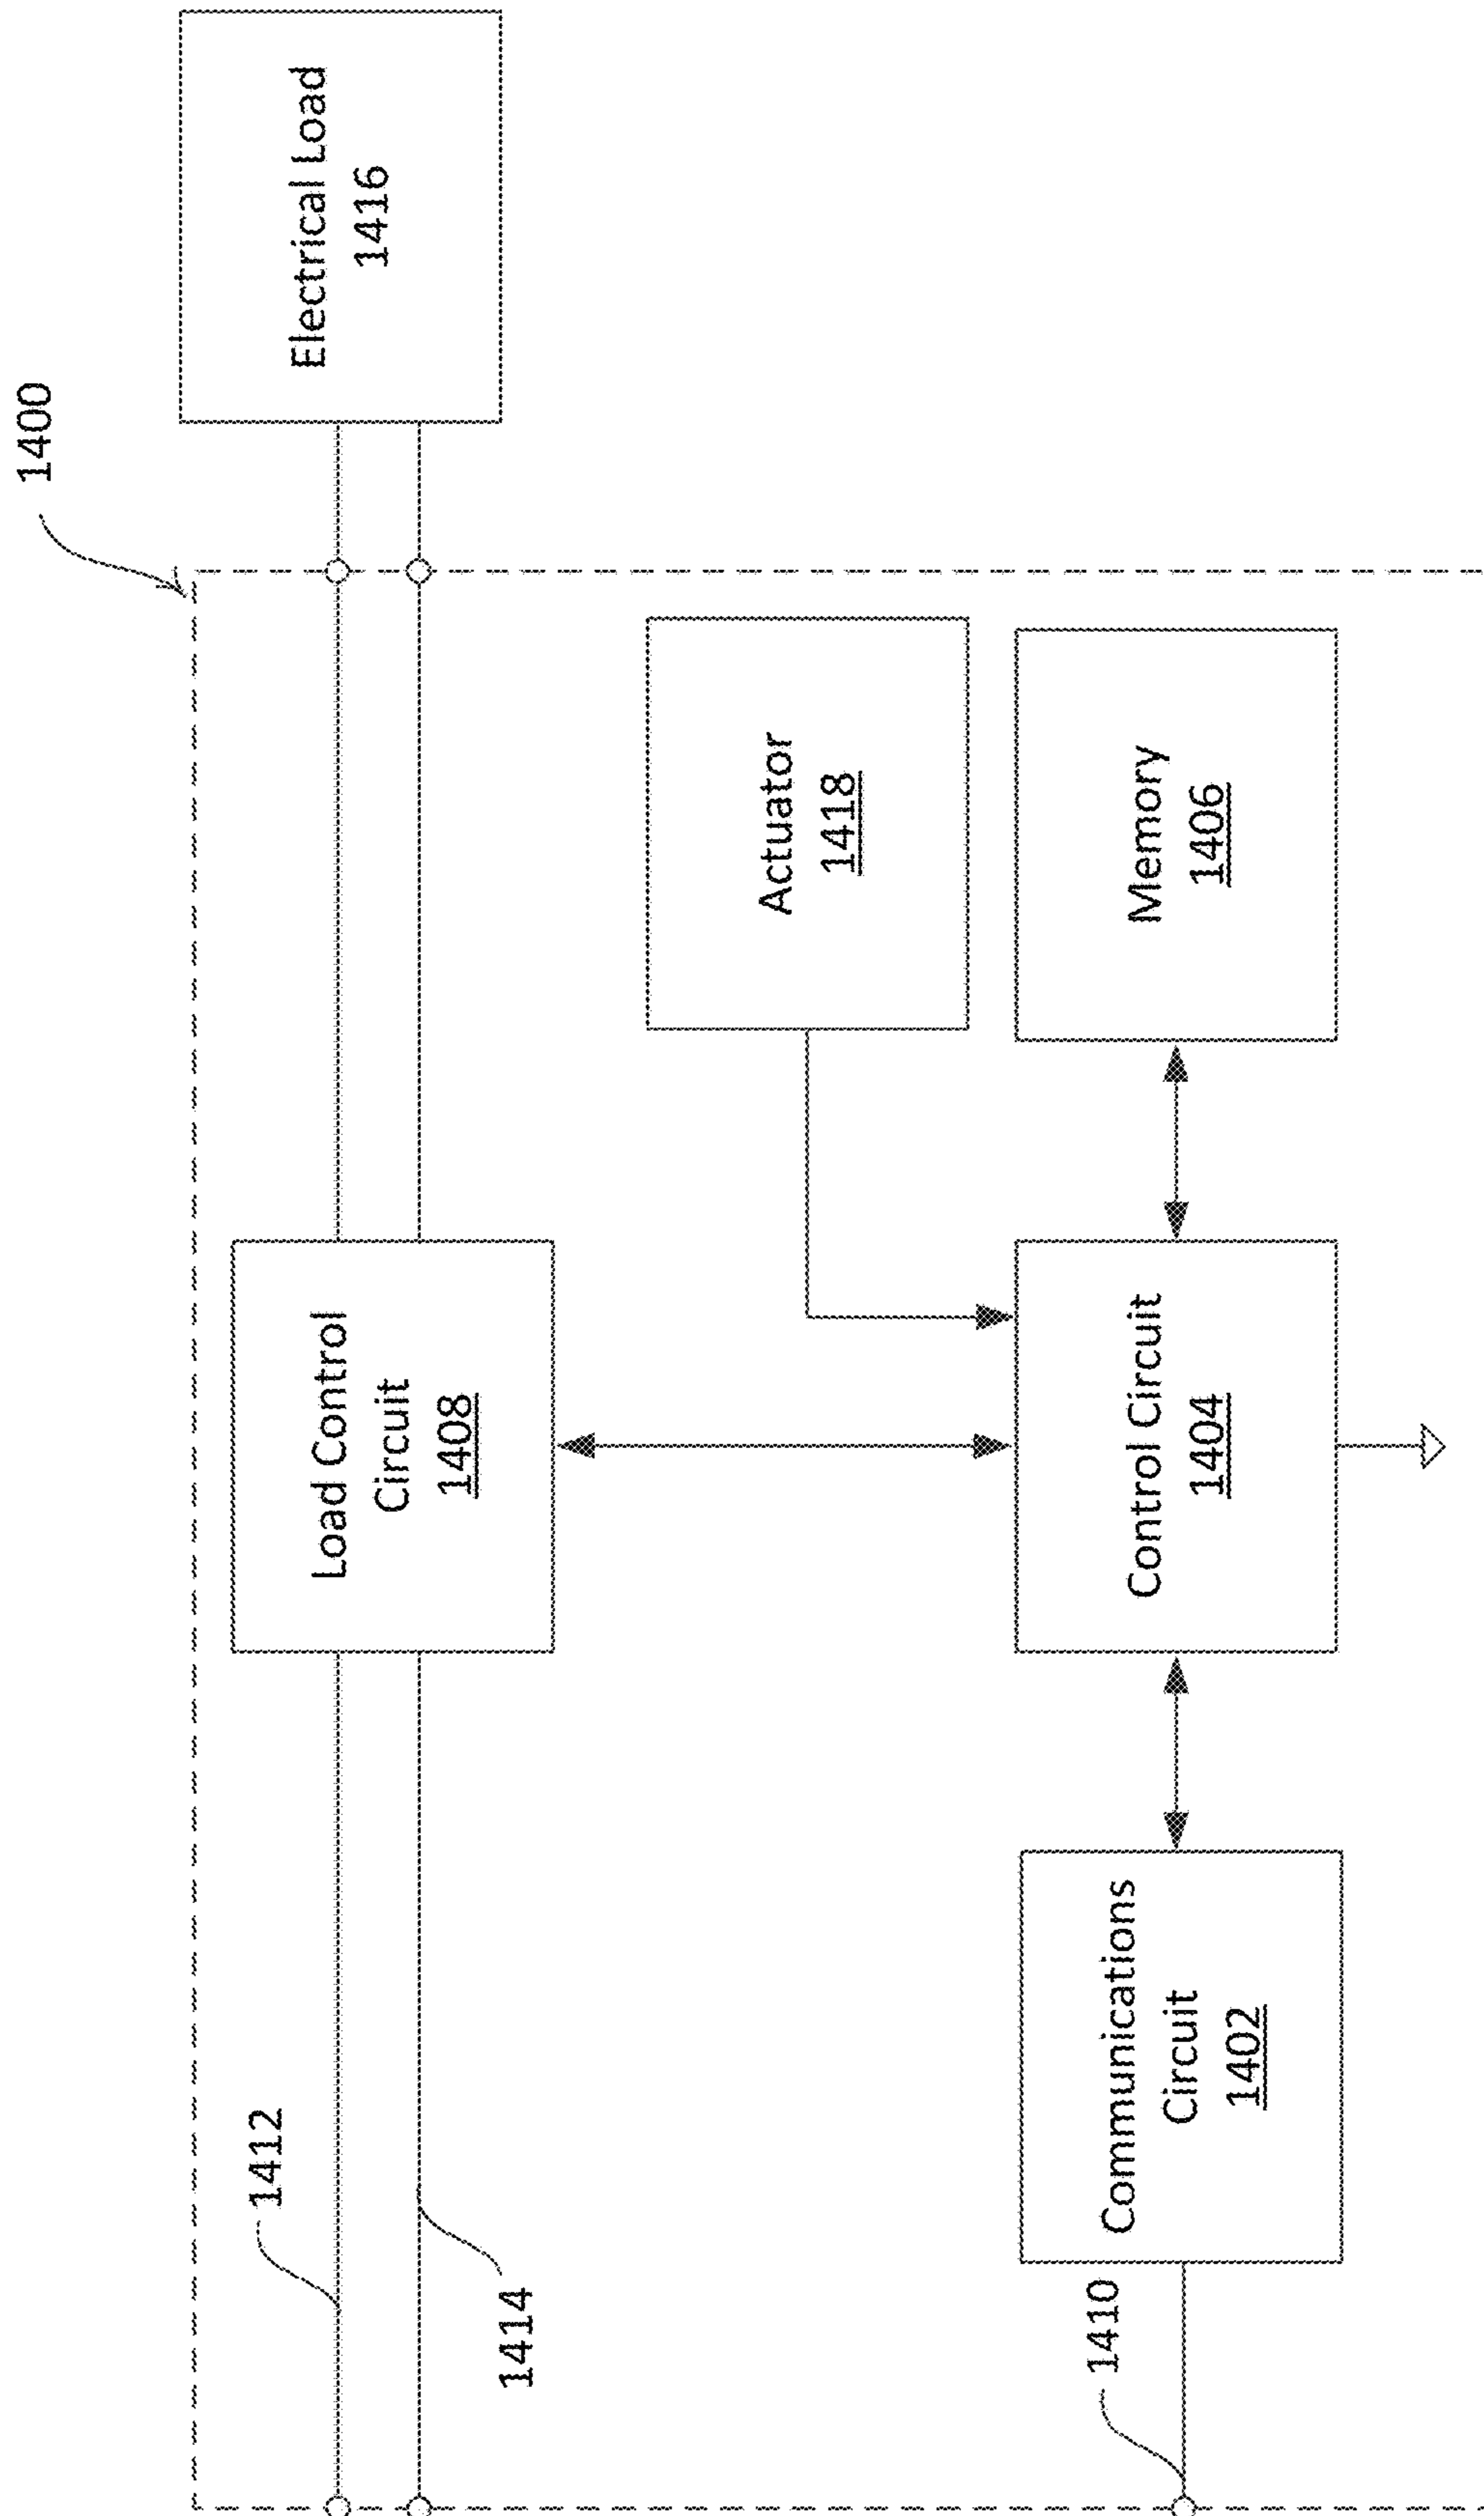 1400
Electrical Load
1416
1412
Load Control
Circuit
1408
1414
Actuator
1418
1410
Communications
Circuit
1402
Control Circuit
1404
Memory
1406